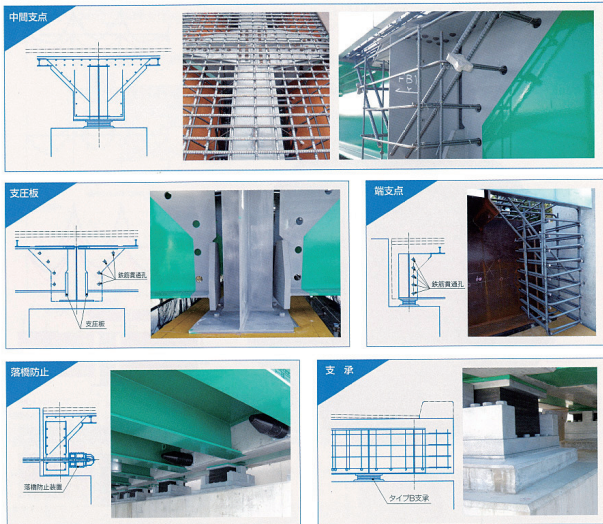 中間支点
支圧板
鉄筋貫通孔
支圧板
端支点
鉄筋貫通孔
落橋防止
落橋防止装置
支承
タイプB支承